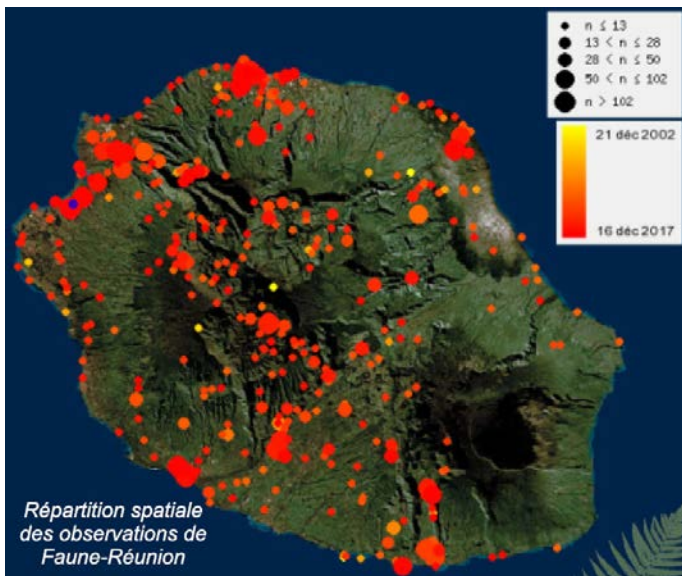 n ≤ 13
13 < n ≤ 28
28 < n ≤ 50
50 < n ≤ 102
n > 102
21 déc 2002
16 déc 2017
Répartition spatiale
des observations de
Faune-Réunion